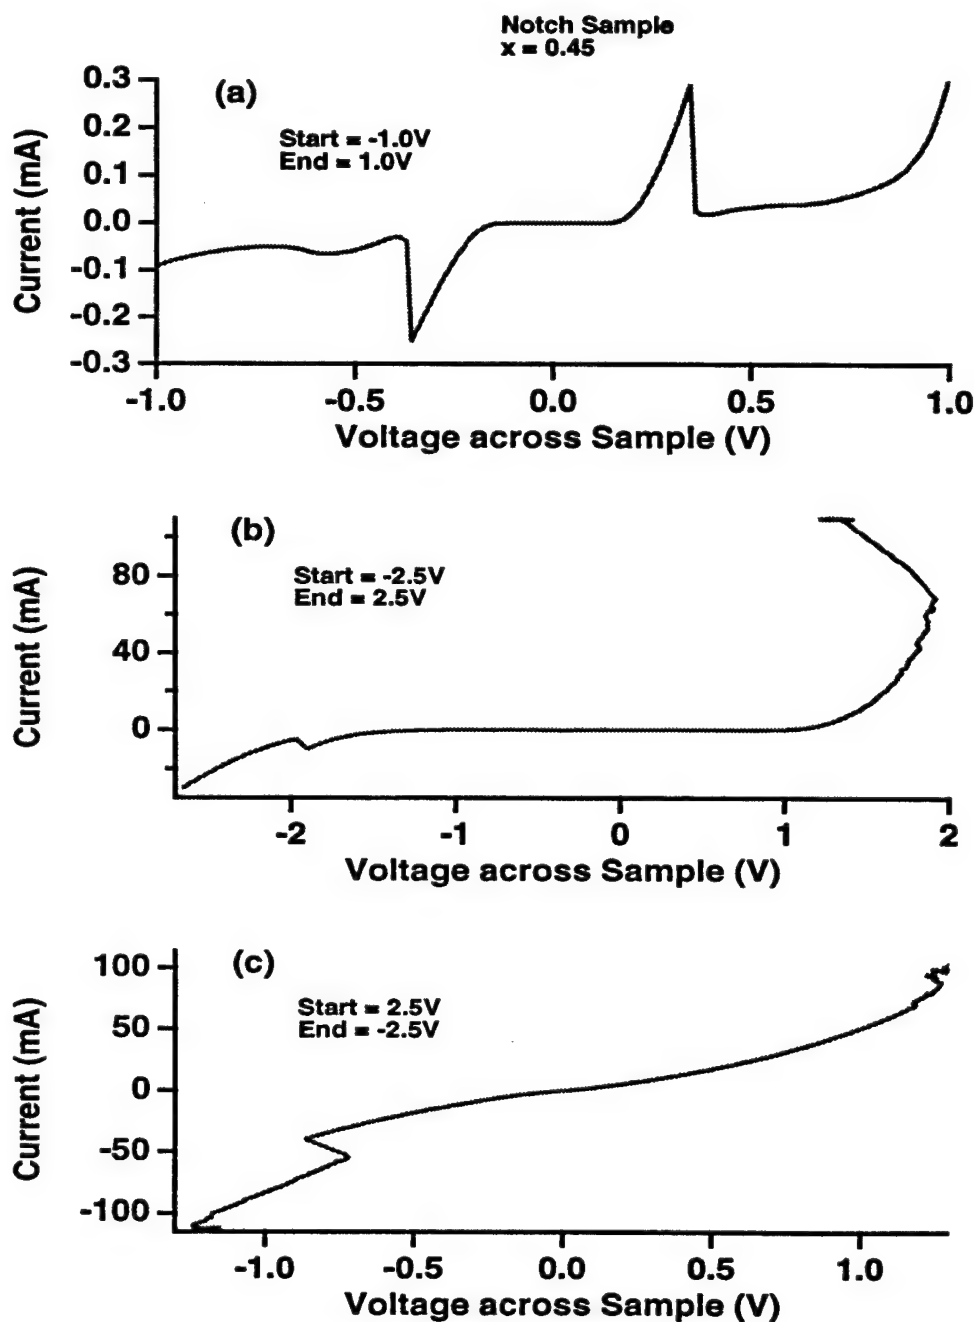 Notch Sample
x = 0.45
(a)
Start = -1.0V
End = 1.0V
Current (mA)
0.3
0.2
0.1
0.0
-0.1
-0.2
-0.3
-1.0 -0.5 0.0 0.5 1.0
Voltage across Sample (V)
(b)
Start = -2.5V
End = 2.5V
Current (mA)
80
40
0
-2 -1 0 1 2
Voltage across Sample (V)
(c)
Start = 2.5V
End = -2.5V
Current (mA)
100
50
0
-50
-100
-1.0 -0.5 0.0 0.5 1.0
Voltage across Sample (V)